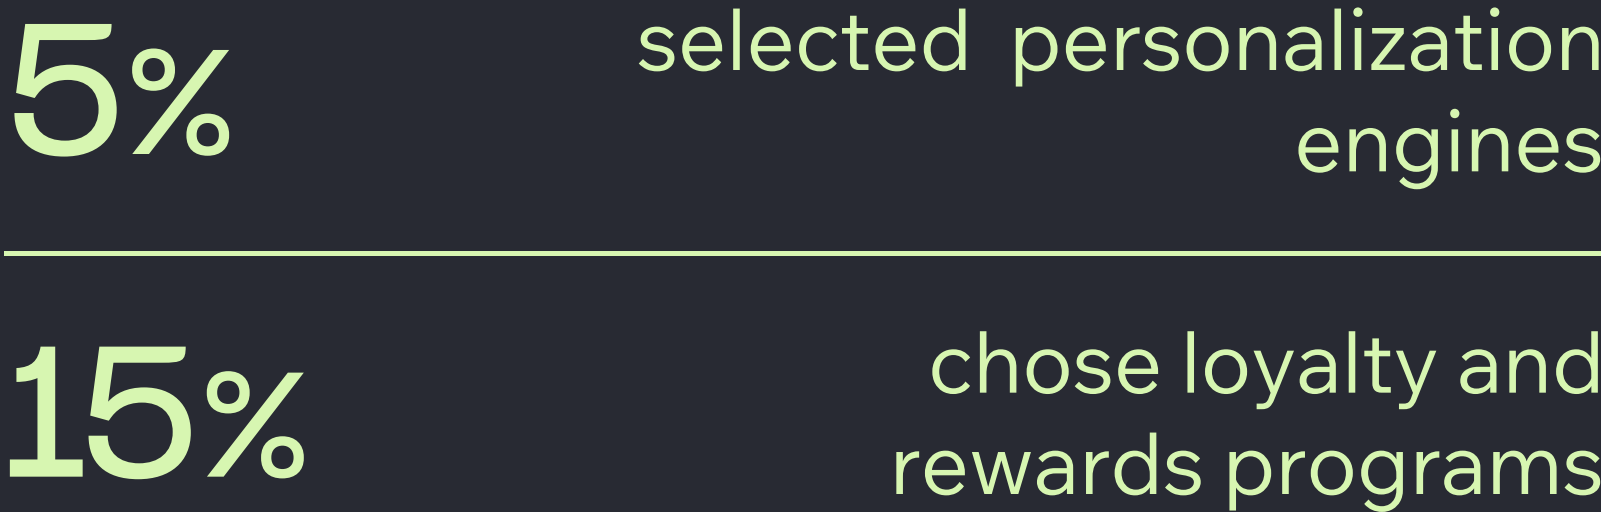 5%
selected  personalization
engines
15%
chose loyalty and
rewards programs